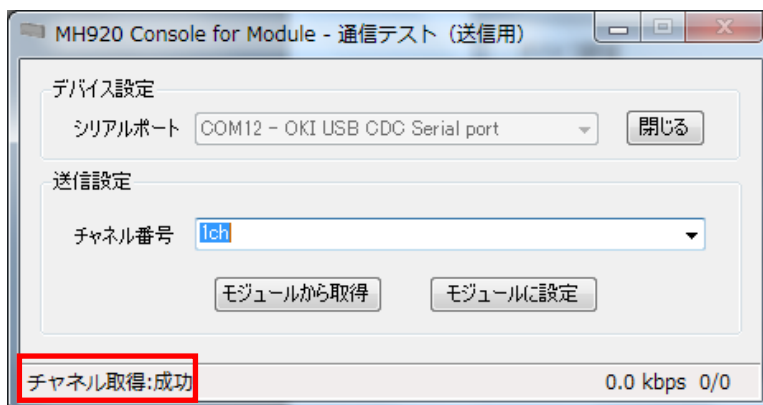 MH920 Console for Module - 通信テスト（送信用）
デバイス設定
シリアルポート COM12 - OKI USB CDC Serial port 閉じる
送信設定
チャネル番号 1ch
モジュールから取得 モジュールに設定
チャネル取得:成功 0.0 kbps 0/0